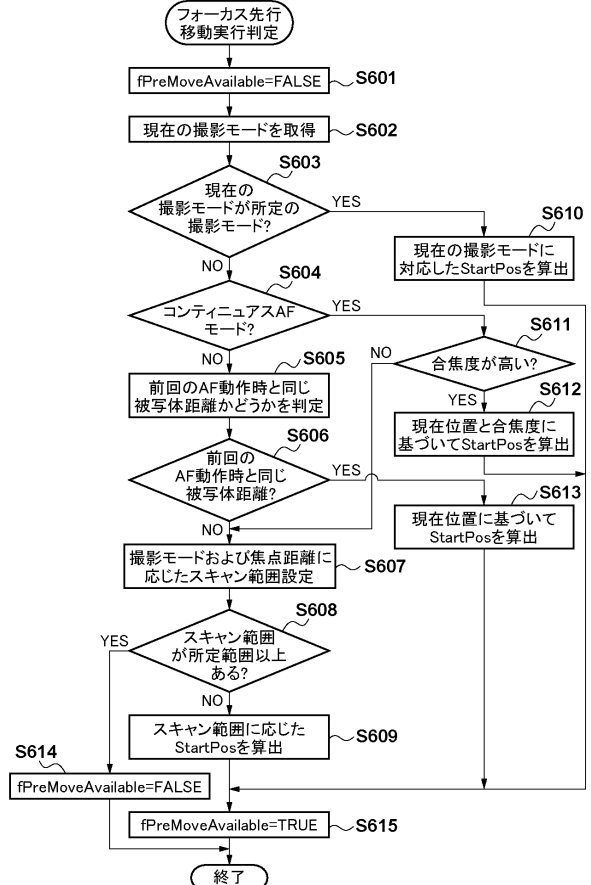 フォーカス先行
移動実行判定
fPreMoveAvailable=FALSE
S601
現在の撮影モードを取得
S602
S603
現在の
撮影モードが所定の
撮影モード?
YES
NO
S610
現在の撮影モードに
対応したStartPosを算出
S604
コンティニュアスAF
モード?
YES
NO
S611
合焦度が高い?
NO
YES
S605
前回のAF動作時と同じ
被写体距離かどうかを判定
S612
現在位置と合焦度に
基づいてStartPosを算出
S606
前回の
AF動作時と同じ
被写体距離?
YES
NO
S613
現在位置に基づいて
StartPosを算出
撮影モードおよび焦点距離に
応じたスキャン範囲設定
S607
S608
スキャン範囲
が所定範囲以上
ある?
YES
NO
スキャン範囲に応じた
StartPosを算出
S609
S614
fPreMoveAvailable=FALSE
fPreMoveAvailable=TRUE
S615
終了